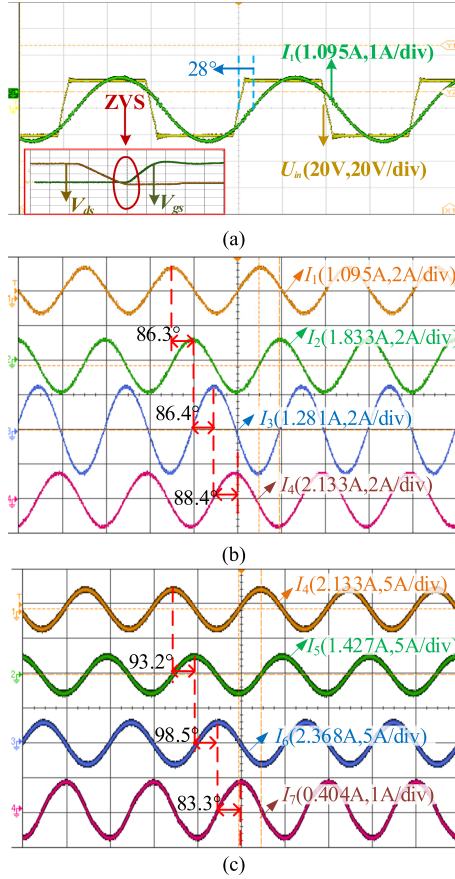 I₁(1.095A,1A/div)
28°
ZVS
Uᵢₙ(20V,20V/div)
V_ds
V_gs
(a)
I₁(1.095A,2A/div)
86.3°
I₂(1.833A,2A/div)
86.4°
I₃(1.281A,2A/div)
88.4°
I₄(2.133A,2A/div)
(b)
I₄(2.133A,5A/div)
I₅(1.427A,5A/div)
93.2°
98.5°
I₆(2.368A,5A/div)
83.3°
I₇(0.404A,1A/div)
(c)